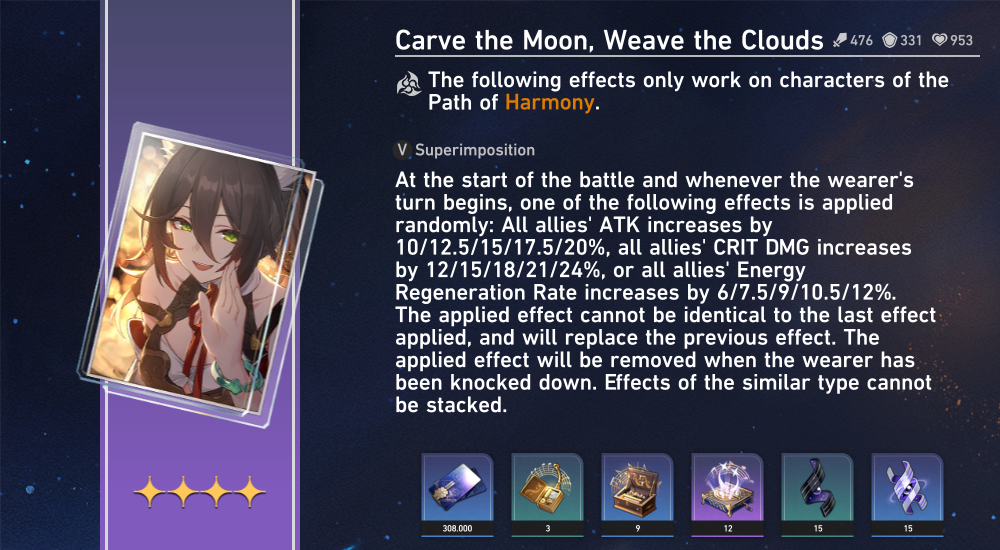 Carve the Moon, Weave the Clouds 476 331 953
The following effects only work on characters of the
Path of Harmony.
V Superimposition
At the start of the battle and whenever the wearer's
turn begins, one of the following effects is applied
randomly: All allies' ATK increases by
10/12.5/15/17.5/20%, all allies' CRIT DMG increases
by 12/15/18/21/24%, or all allies' Energy
Regeneration Rate increases by 6/7.5/9/10.5/12%.
The applied effect cannot be identical to the last effect
applied, and will replace the previous effect. The
applied effect will be removed when the wearer has
been knocked down. Effects of the similar type cannot
be stacked.
308.000 3 9 12 15 15